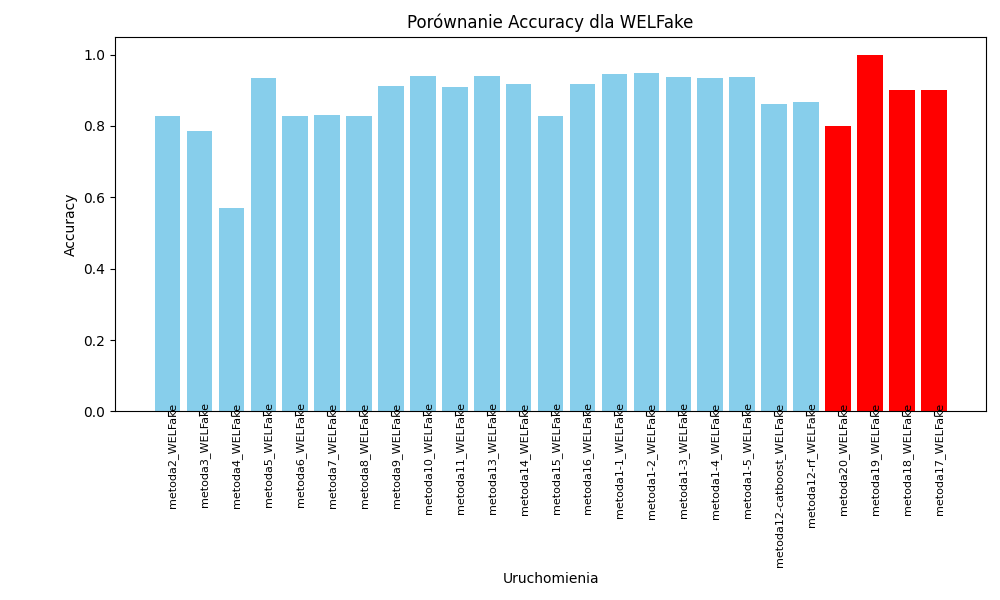 Porównanie Accuracy dla WELFake
Accuracy
1.0
0.8
0.6
0.4
0.2
0.0
metoda2_WELFake
metoda3_WELFake
metoda4_WELFake
metoda5_WELFake
metoda6_WELFake
metoda7_WELFake
metoda8_WELFake
metoda9_WELFake
metoda10_WELFake
metoda11_WELFake
metoda13_WELFake
metoda14_WELFake
metoda15_WELFake
metoda16_WELFake
metoda1-1_WELFake
metoda1-2_WELFake
metoda1-3_WELFake
metoda1-4_WELFake
metoda1-5_WELFake
metoda12-catboost_WELFake
metoda12-rf_WELFake
metoda20_WELFake
metoda19_WELFake
metoda18_WELFake
metoda17_WELFake
Uruchomienia